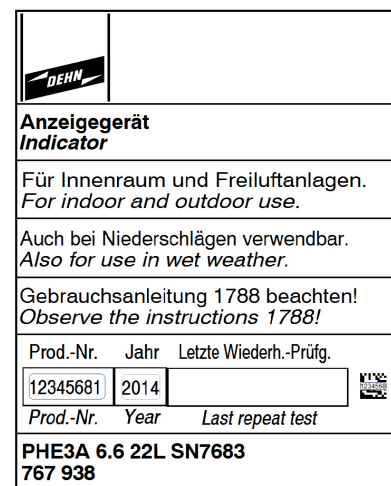 DEHN
Anzeigegerät
Indicator
Für Innenraum und Freiluftanlagen.
For indoor and outdoor use.
Auch bei Niederschlägen verwendbar.
Also for use in wet weather.
Gebrauchsanleitung 1788 beachten!
Observe the instructions 1788!
Prod.-Nr. Jahr Letzte Wiederh.-Prüfg.
12345681 2014
Prod.-Nr. Year Last repeat test
PHE3A 6.6 22L SN7683
767 938